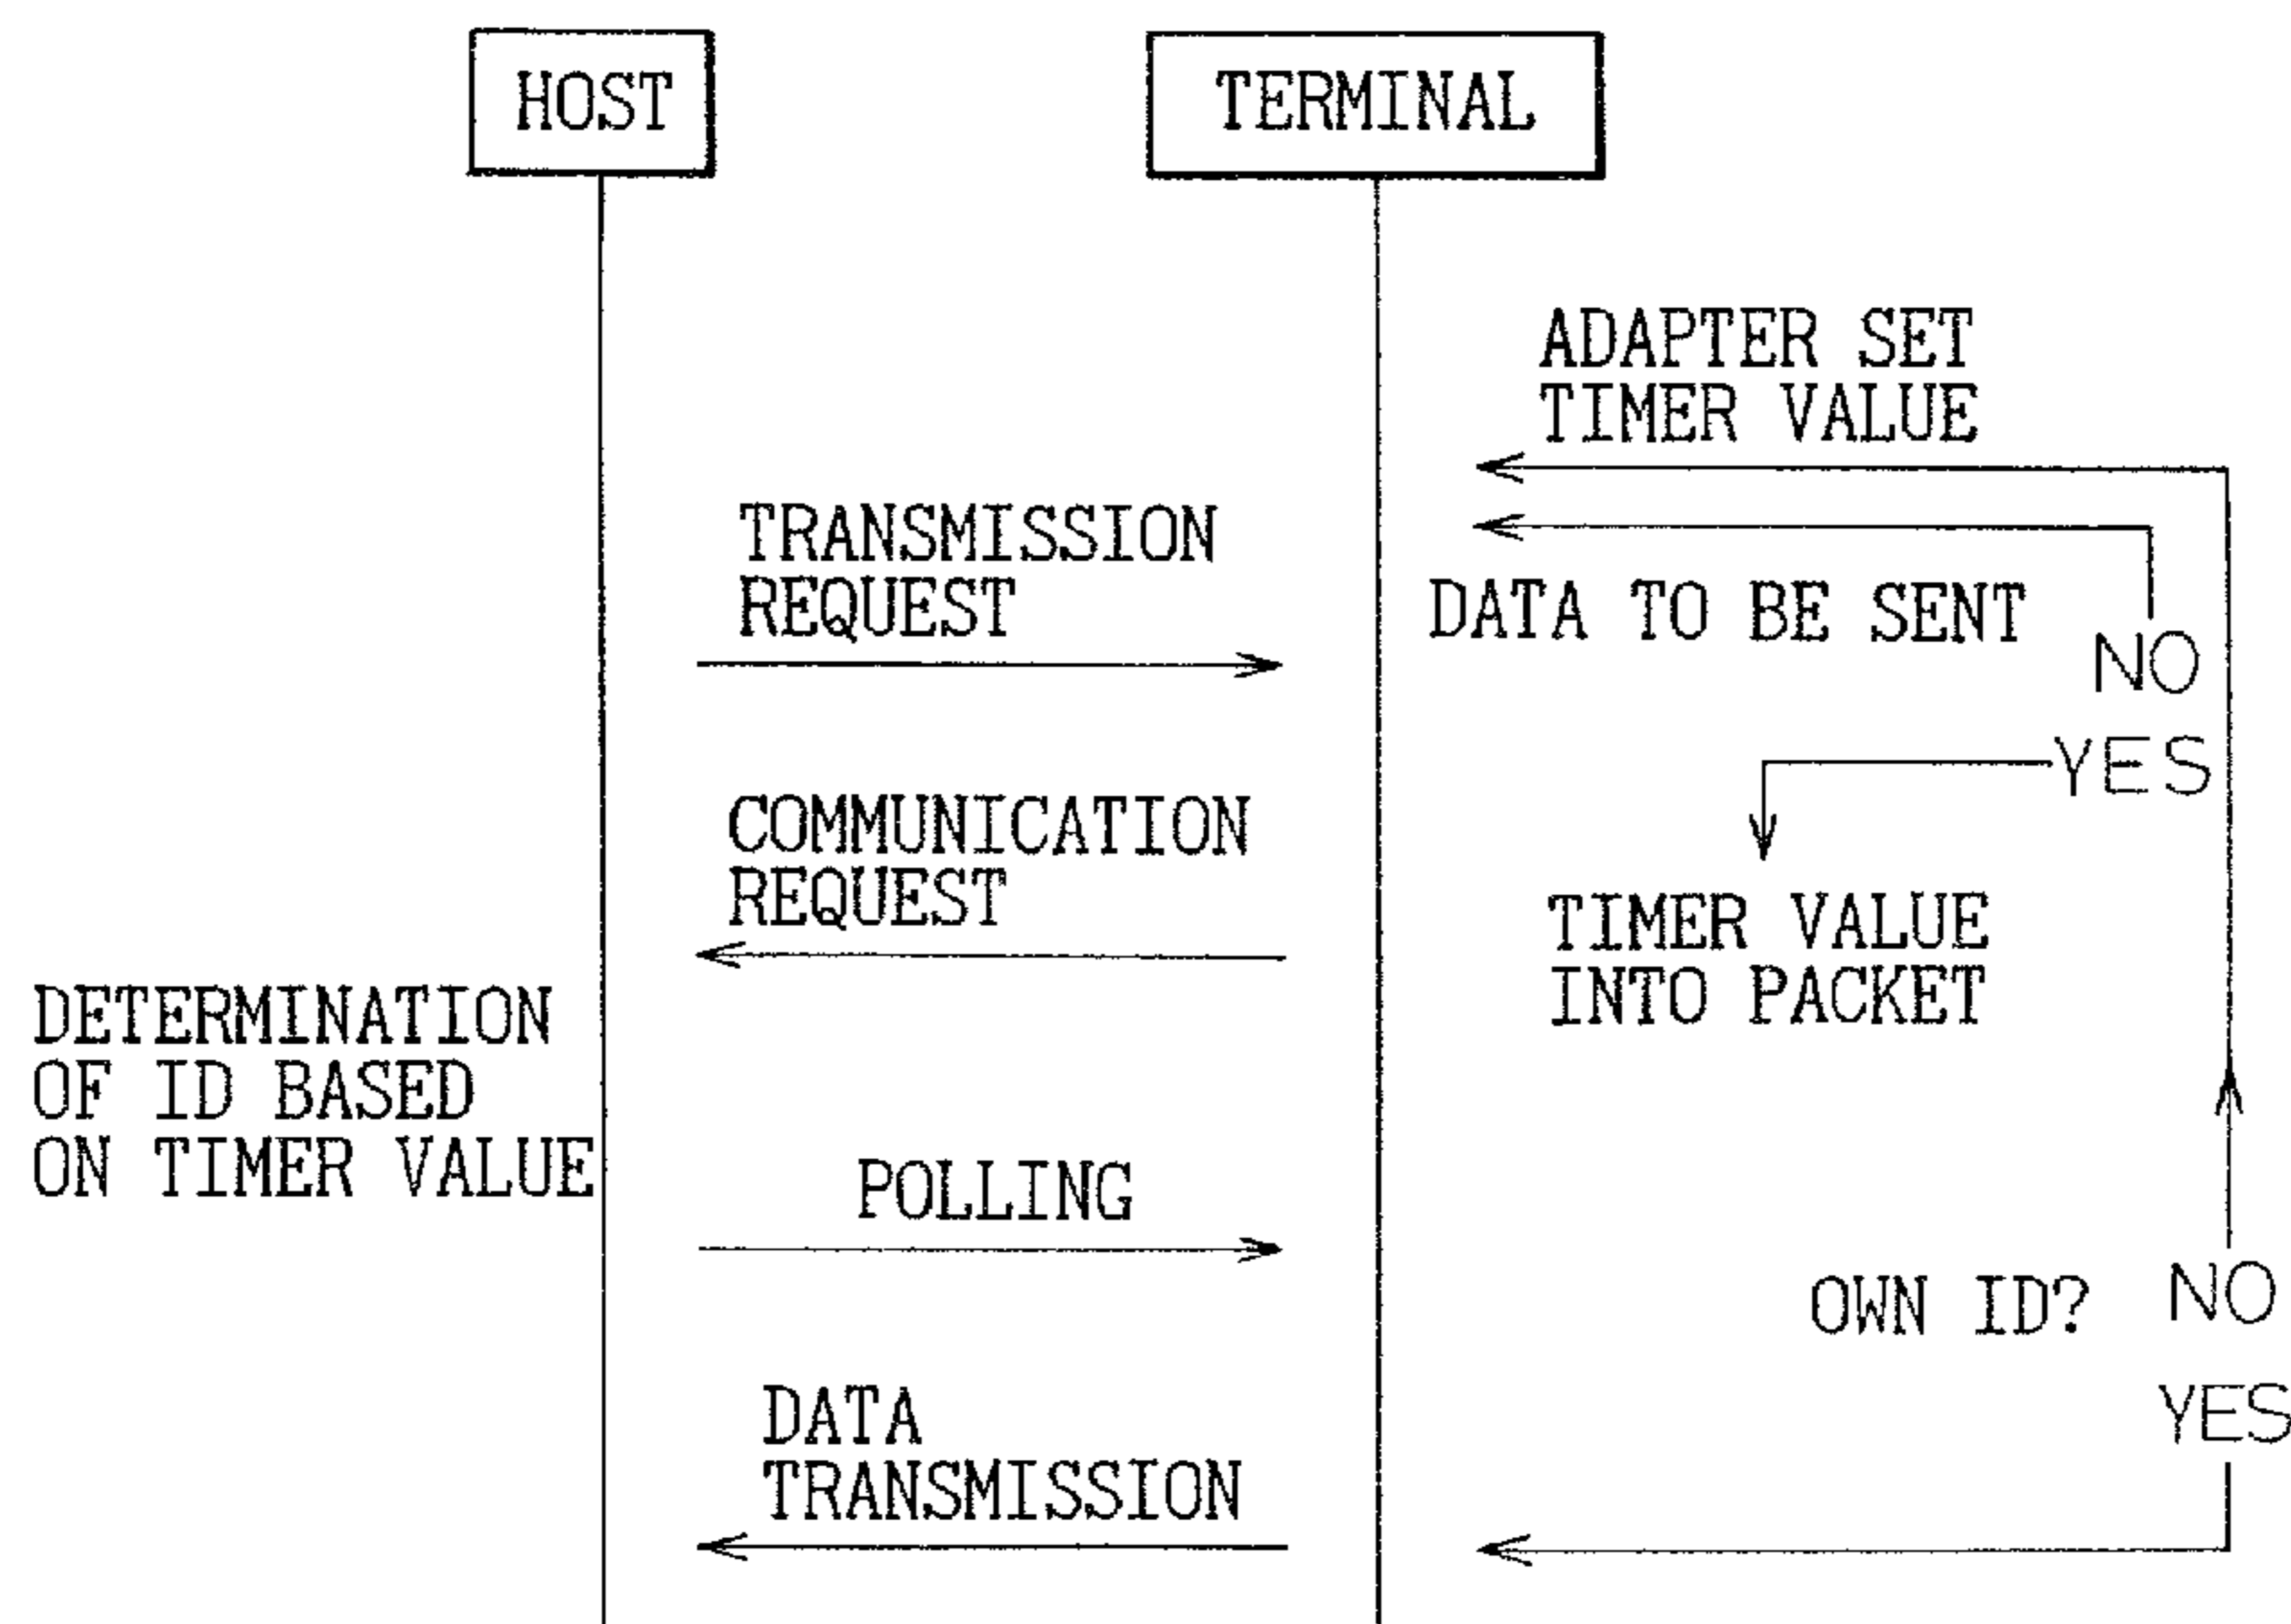 HOST
TERMINAL
ADAPTER SET
TIMER VALUE
TRANSMISSION
REQUEST
DATA TO BE SENT
NO
YES
COMMUNICATION
REQUEST
TIMER VALUE
INTO PACKET
DETERMINATION
OF ID BASED
ON TIMER VALUE
POLLING
OWN ID?
NO
YES
DATA
TRANSMISSION